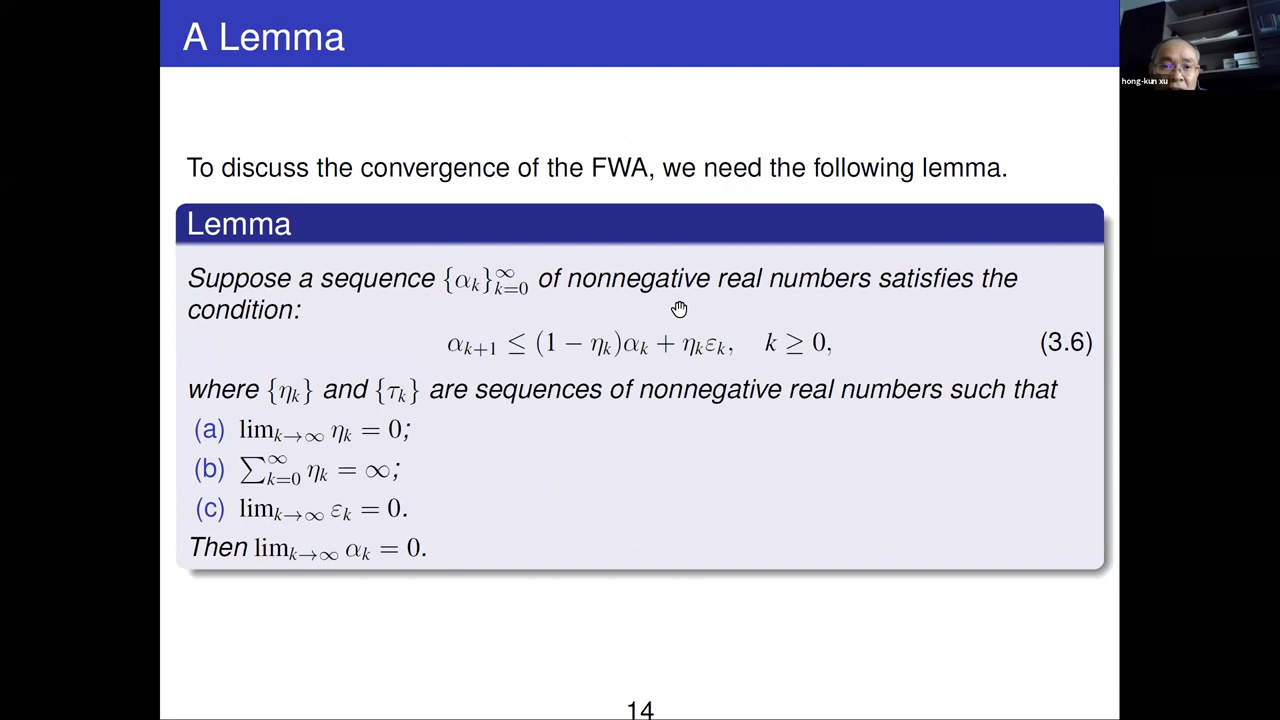 A Lemma
hong-kun xu
To discuss the convergence of the FWA, we need the following lemma.
Lemma
Suppose a sequence {α_k}_{k=0}^∞ of nonnegative real numbers satisfies the
condition:
α_{k+1} ≤ (1 − η_k)α_k + η_kε_k, k ≥ 0, (3.6)
where {η_k} and {τ_k} are sequences of nonnegative real numbers such that
(a) lim_{k→∞} η_k = 0;
(b) ∑_{k=0}^∞ η_k = ∞;
(c) lim_{k→∞} ε_k = 0.
Then lim_{k→∞} α_k = 0.
14